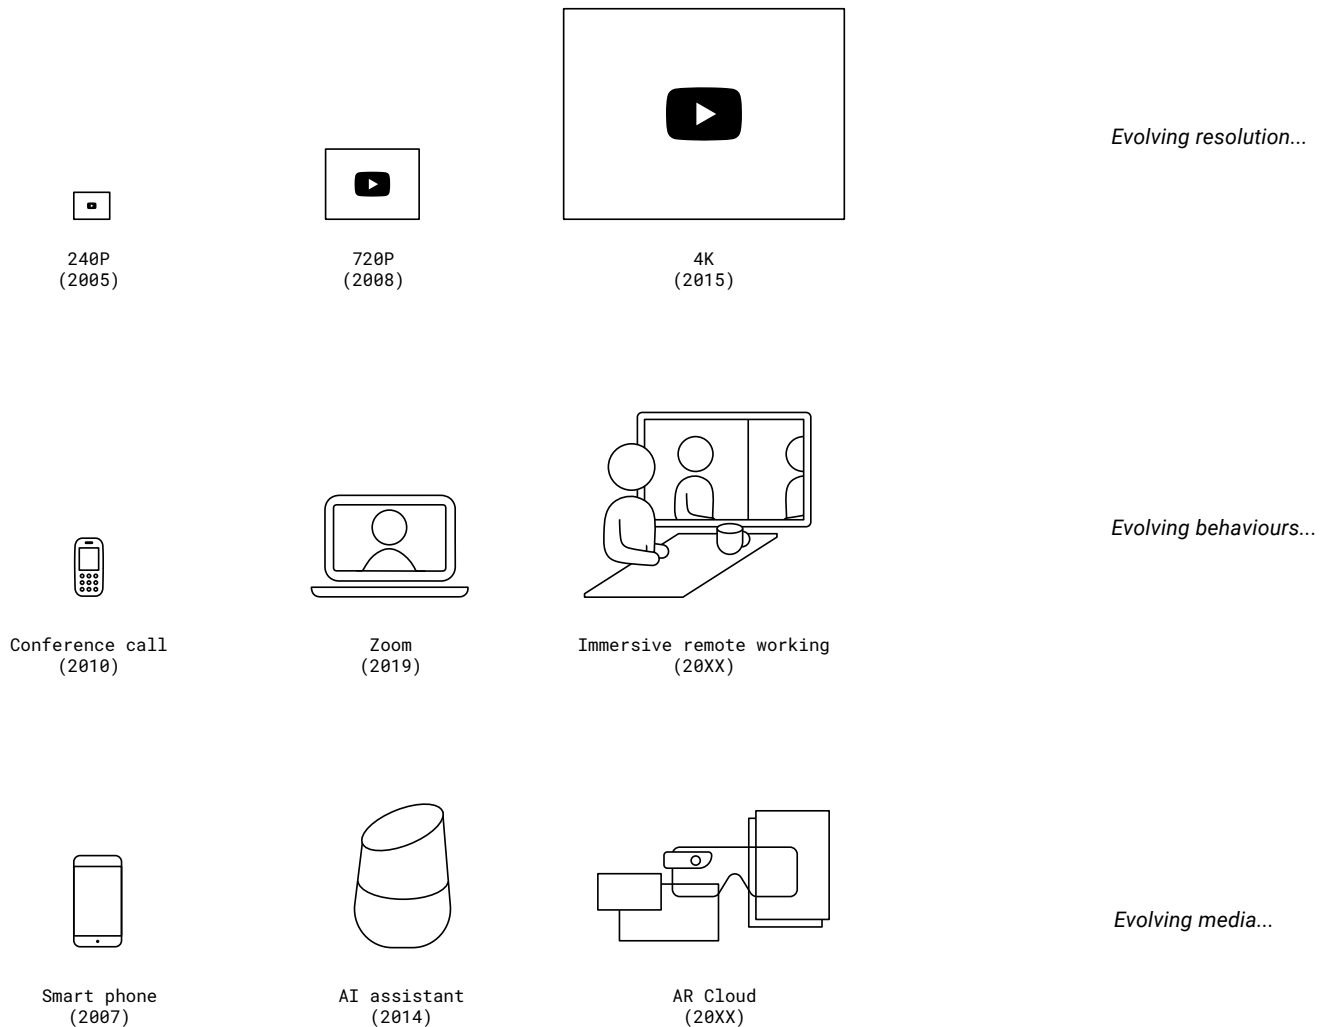 Evolving resolution...
240P
(2005)
720P
(2008)
4K
(2015)
Evolving behaviours...
Conference call
(2010)
Zoom
(2019)
Immersive remote working
(20XX)
Evolving media...
Smart phone
(2007)
AI assistant
(2014)
AR Cloud
(20XX)